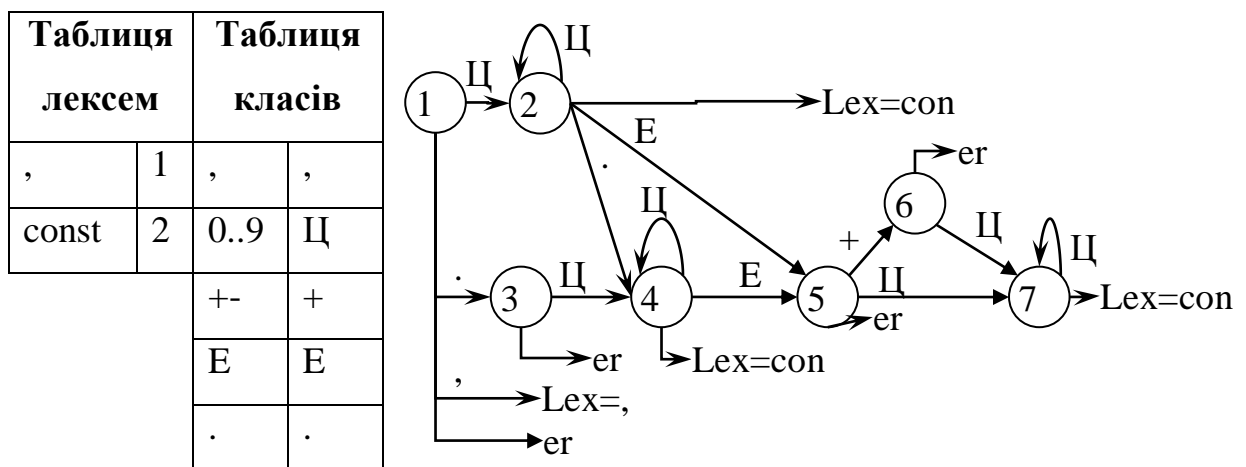 Таблиця лексем Таблиця класів
, 1 , ,
const 2 0..9 Ц
+- +
Е Е
. .
Ц
Ц
1 2 Lex=con
Е
.
er
6
Ц
+ Ц Ц
. Ц Е Ц
3 4 5 7 Lex=con
er
er Lex=con
,
Lex=,
er